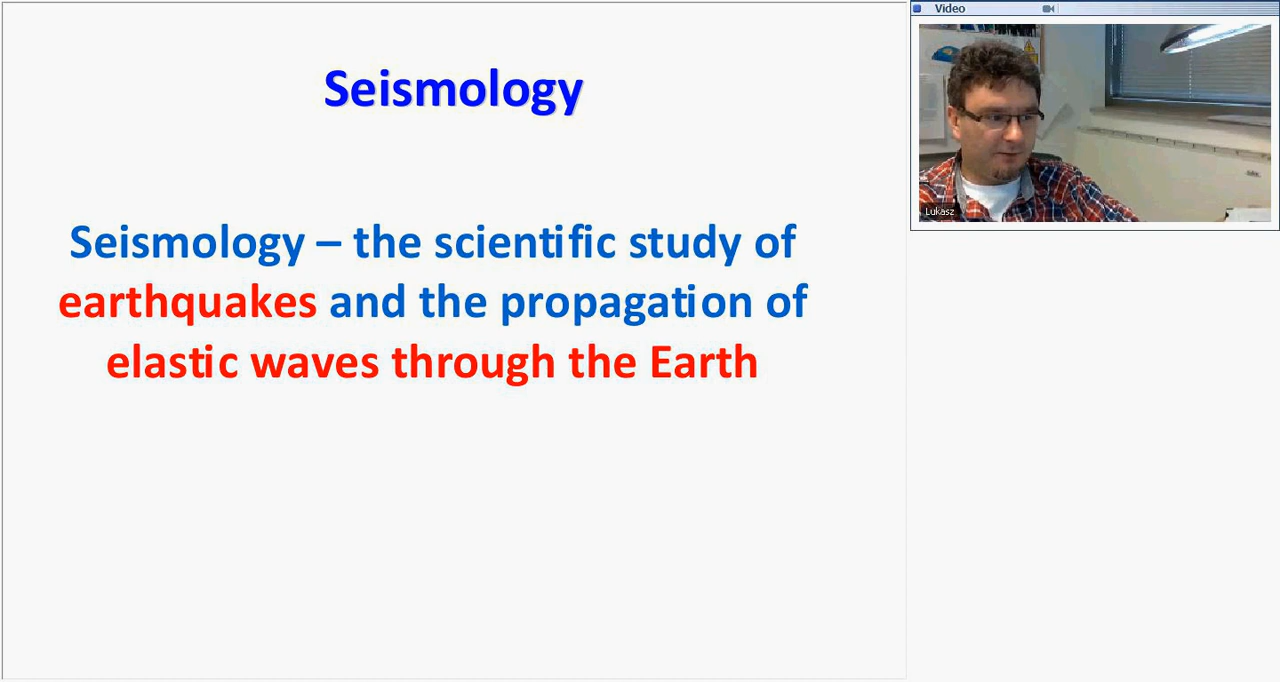 Seismology
Seismology – the scientific study of
earthquakes and the propagation of
elastic waves through the Earth
Video
Lukasz